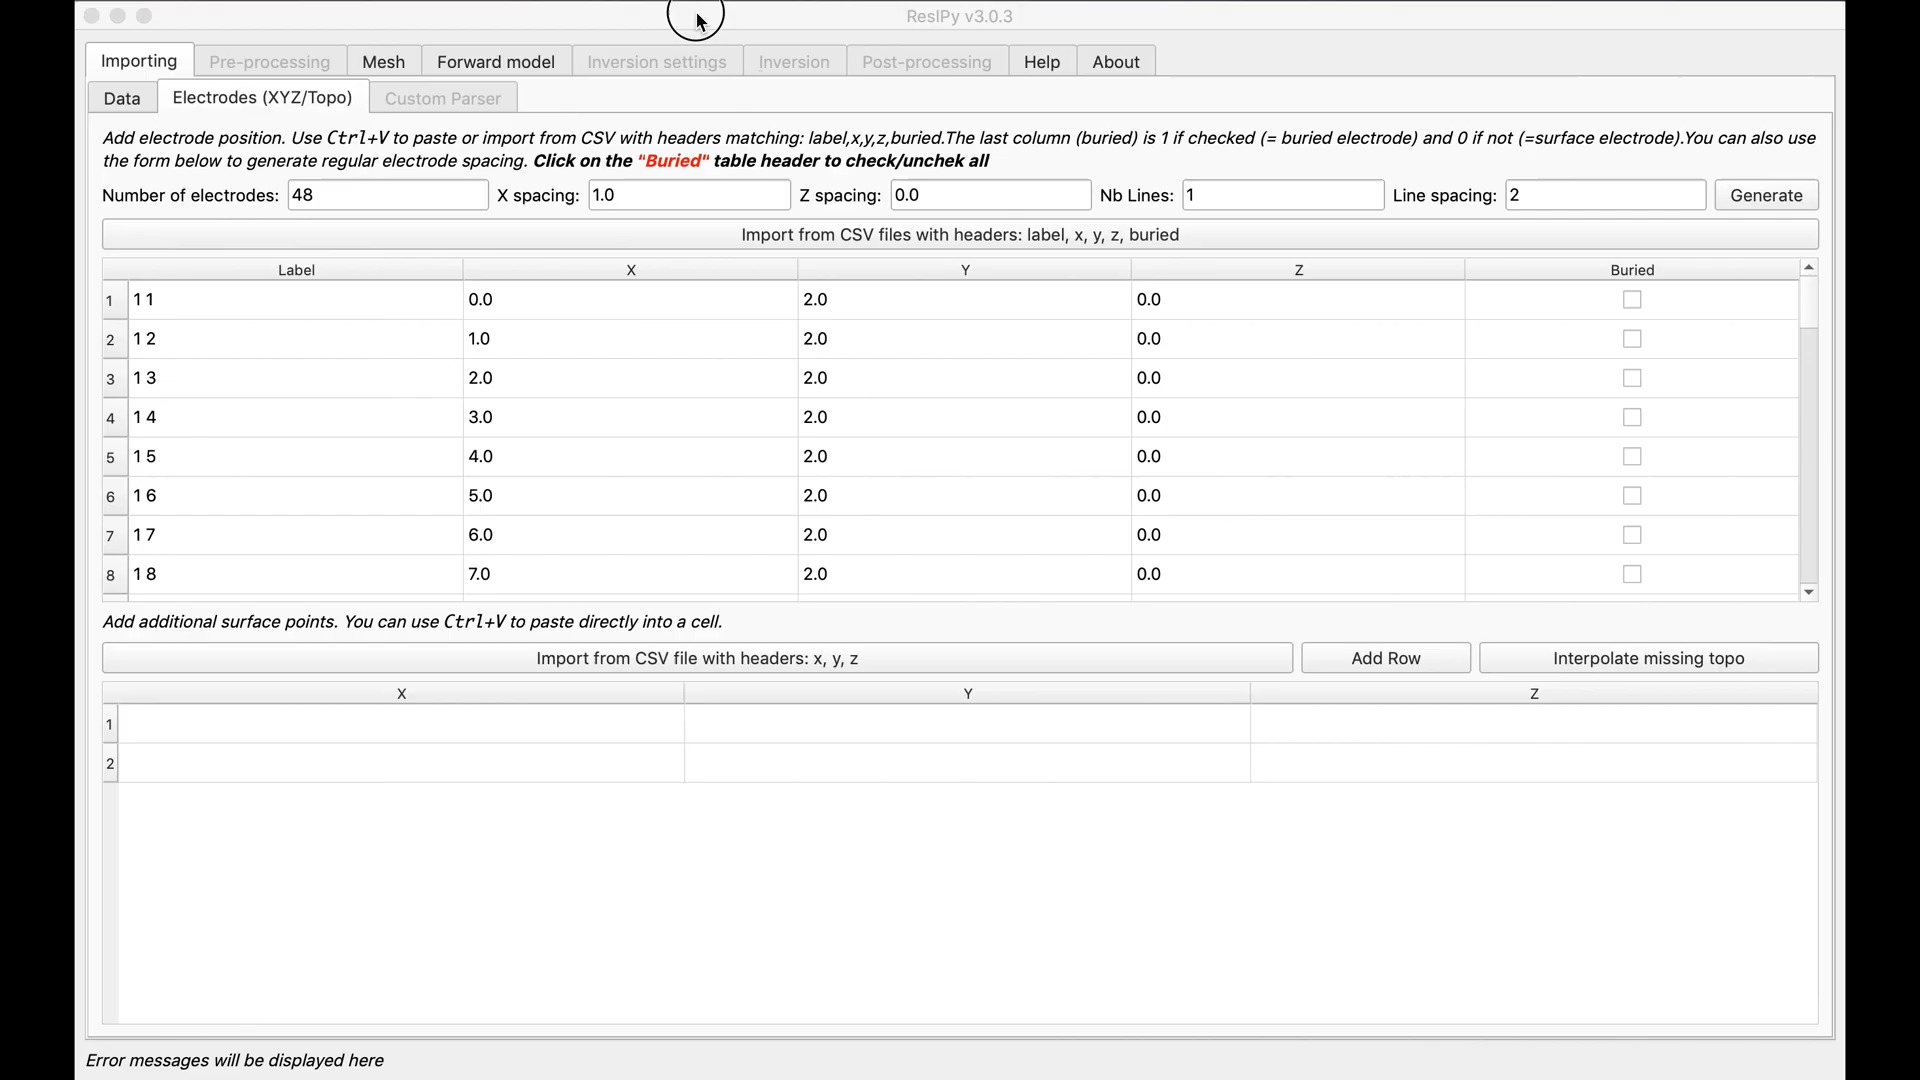 ResIPy v3.0.3
Importing Pre-processing Mesh Forward model Inversion settings Inversion Post-processing Help About
Data Electrodes (XYZ/Topo) Custom Parser
Add electrode position. Use Ctrl+V to paste or import from CSV with headers matching: label,x,y,z,buried.The last column (buried) is 1 if checked (= buried electrode) and 0 if not (=surface electrode).You can also use
the form below to generate regular electrode spacing. Click on the "Buried" table header to check/unchek all
Number of electrodes: 48 X spacing: 1.0 Z spacing: 0.0 Nb Lines: 1 Line spacing: 2 Generate
Import from CSV files with headers: label, x, y, z, buried
Label X Y Z Buried
1 1 1 0.0 2.0 0.0
2 1 2 1.0 2.0 0.0
3 1 3 2.0 2.0 0.0
4 1 4 3.0 2.0 0.0
5 1 5 4.0 2.0 0.0
6 1 6 5.0 2.0 0.0
7 1 7 6.0 2.0 0.0
8 1 8 7.0 2.0 0.0
Add additional surface points. You can use Ctrl+V to paste directly into a cell.
Import from CSV file with headers: x, y, z Add Row Interpolate missing topo
X Y Z
1
2
Error messages will be displayed here